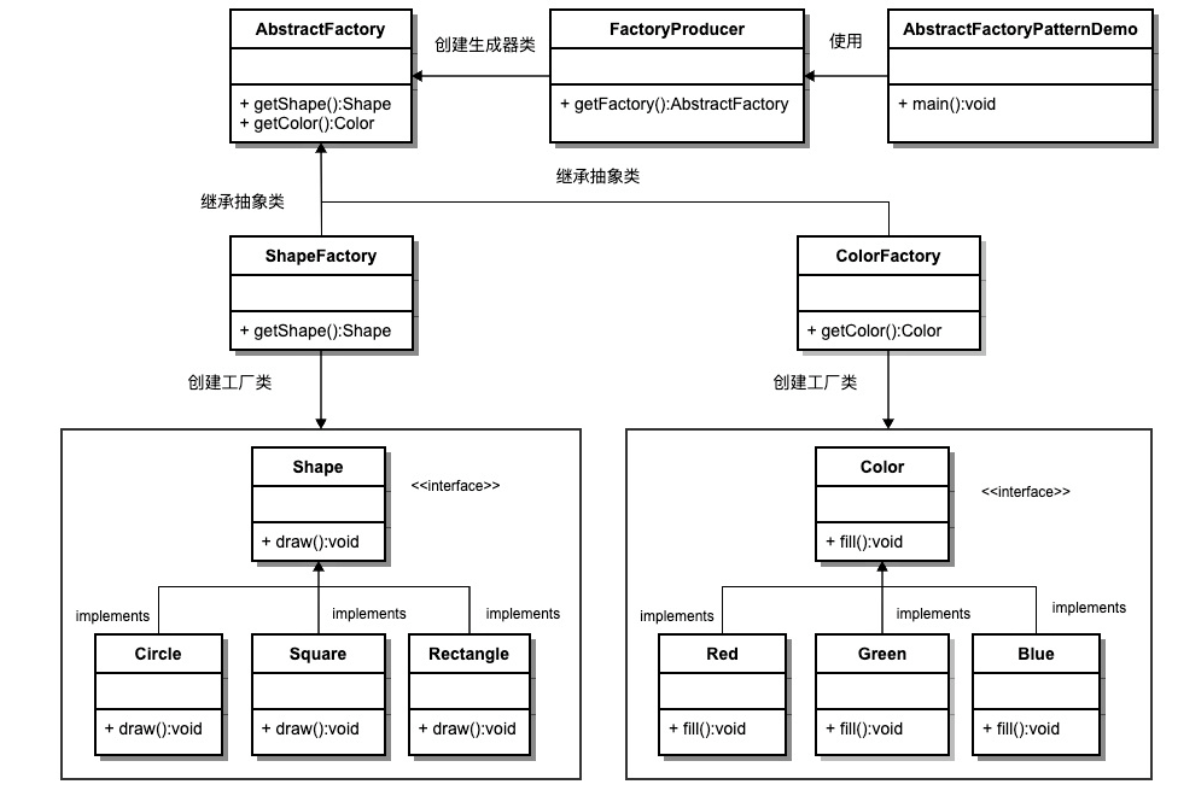 AbstractFactory
+ getShape():Shape
+ getColor():Color
创建生成器类
FactoryProducer
+ getFactory():AbstractFactory
使用
AbstractFactoryPatternDemo
+ main():void
继承抽象类
继承抽象类
ShapeFactory
+ getShape():Shape
ColorFactory
+ getColor():Color
创建工厂类
创建工厂类
Shape
<<interface>>
+ draw():void
implements
implements
implements
Circle
+ draw():void
Square
+ draw():void
Rectangle
+ draw():void
Color
<<interface>>
+ fill():void
implements
implements
implements
Red
+ fill():void
Green
+ fill():void
Blue
+ fill():void